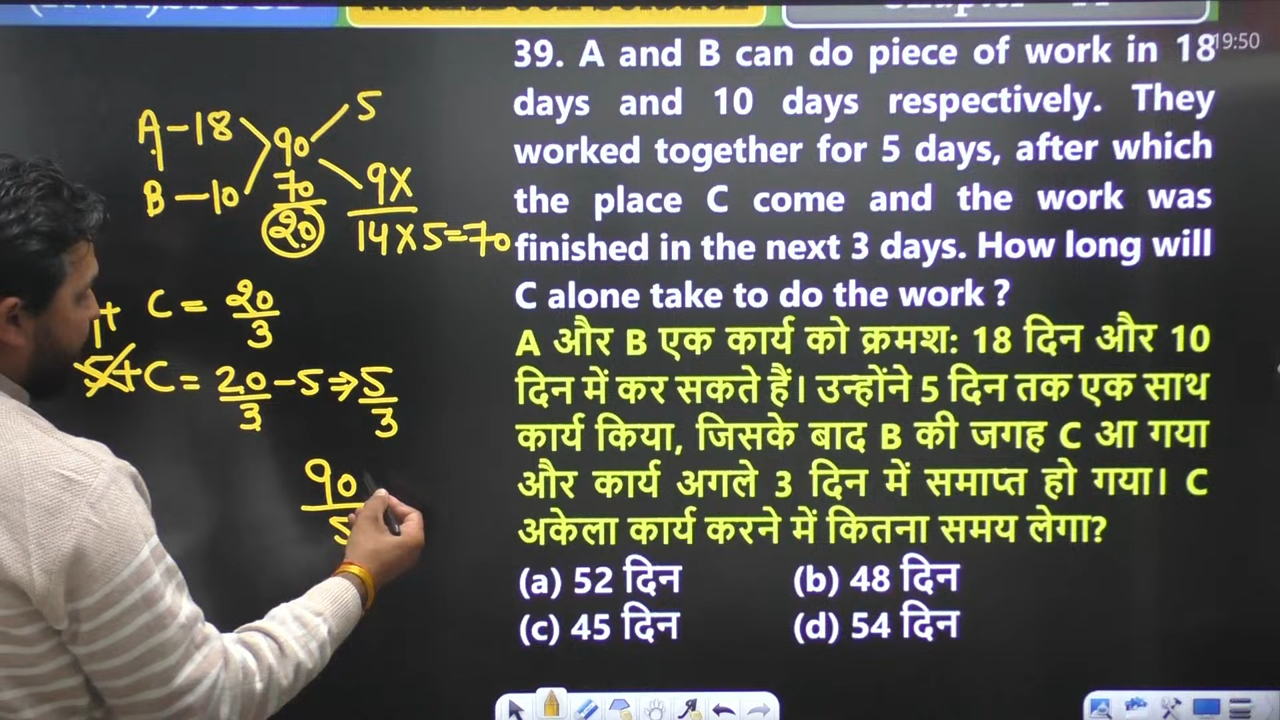 19:50
39. A and B can do piece of work in 18
days and 10 days respectively. They
worked together for 5 days, after which
the place C come and the work was
finished in the next 3 days. How long will
C alone take to do the work ?
A और B एक कार्य को क्रमश: 18 दिन और 10
दिन में कर सकते हैं। उन्होंने 5 दिन तक एक साथ
कार्य किया, जिसके बाद B की जगह C आ गया
और कार्य अगले 3 दिन में समाप्त हो गया। C
अकेला कार्य करने में कितना समय लेगा?
(a) 52 दिन (b) 48 दिन
(c) 45 दिन (d) 54 दिन
A-18
B-10
90
5
70
9X
20
14X5=70
+ C = 20/3
5+C = 20/3 - 5 ⇒ 5/3
90